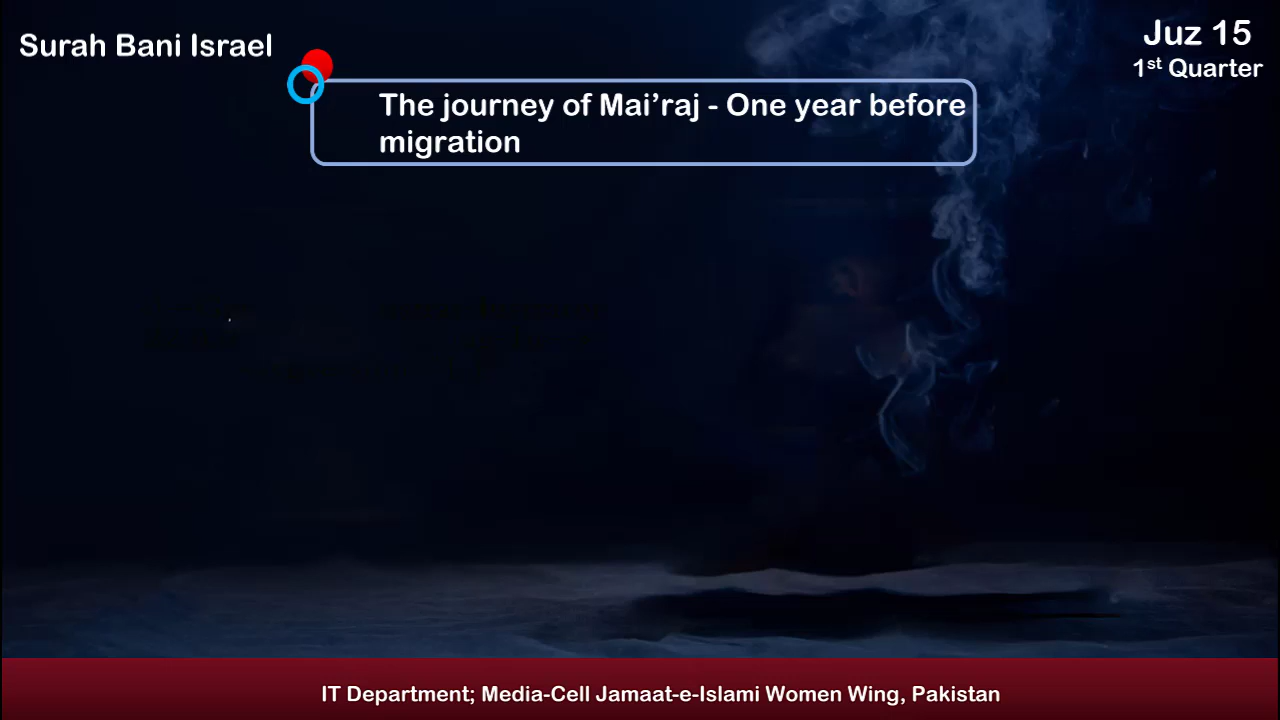 Surah Bani Israel
Juz 15
1st Quarter
The journey of Mai’raj - One year before
migration
IT Department; Media-Cell Jamaat-e-Islami Women Wing, Pakistan